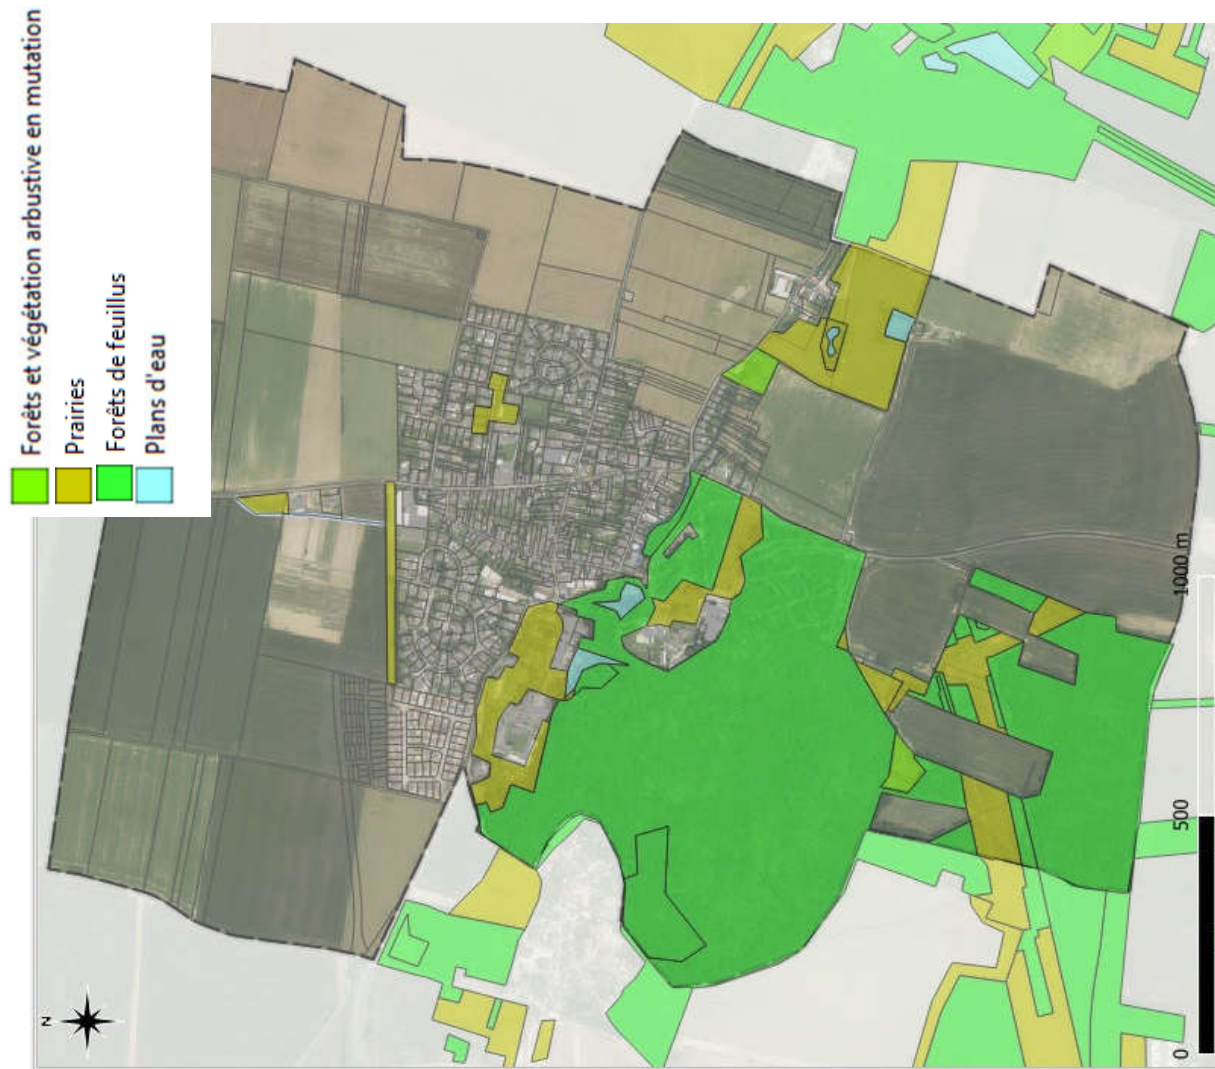 Forêts et végétation arbustive en mutation
Prairies
Forêts de feuillus
Plans d'eau
N
0 500 1000 m